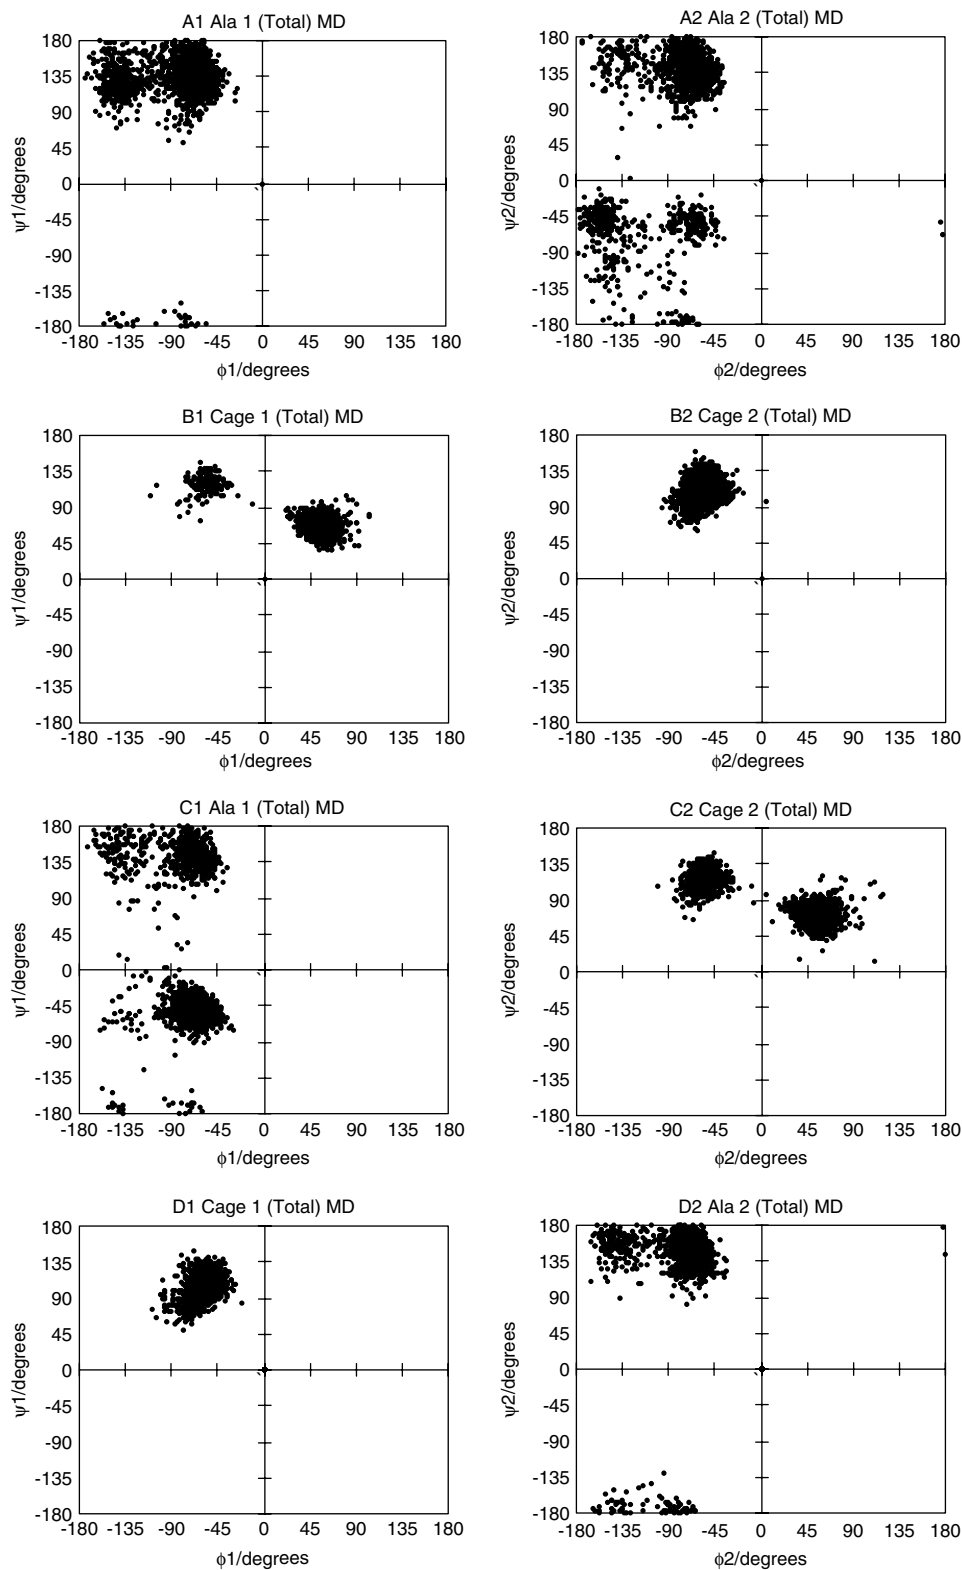 A1 Ala 1 (Total) MD
180
135
90
45
0
-45
-90
-135
-180
ψ1/degrees
-180 -135 -90 -45 0 45 90 135 180
ϕ1/degrees
A2 Ala 2 (Total) MD
180
135
90
45
0
-45
-90
-135
-180
ψ2/degrees
-180 -135 -90 -45 0 90 45 135 180
ϕ2/degrees
B1 Cage 1 (Total) MD
180
135
90
45
0
-45
-90
-135
-180
ψ1/degrees
-180 -135 -90 -45 0 45 90 135 180
ϕ1/degrees
B2 Cage 2 (Total) MD
180
135
90
45
0
-45
-90
-135
-180
ψ2/degrees
-180 -135 -90 -45 0 90 45 135 180
ϕ2/degrees
C1 Ala 1 (Total) MD
180
135
90
45
0
-45
-90
-135
-180
ψ1/degrees
-180 -135 -90 -45 0 45 90 135 180
ϕ1/degrees
C2 Cage 2 (Total) MD
180
135
90
45
0
-45
-90
-135
-180
ψ2/degrees
-180 -135 -90 -45 0 90 45 135 180
ϕ2/degrees
D1 Cage 1 (Total) MD
180
135
90
45
0
-45
-90
-135
-180
ψ1/degrees
-180 -135 -90 -45 0 45 90 135 180
ϕ1/degrees
D2 Ala 2 (Total) MD
180
135
90
45
0
-45
-90
-135
-180
ψ2/degrees
-180 -135 -90 -45 0 90 45 135 180
ϕ2/degrees